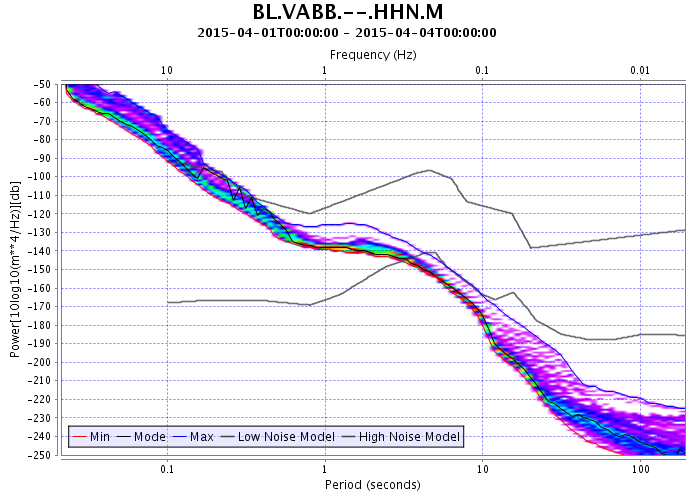 BL.VABB.--.HHN.M
2015-04-01T00:00:00 - 2015-04-04T00:00:00
Frequency (Hz)
10 1 0.1 0.01
-50
-60
-70
-80
-90
-100
-110
-120
-130
-140
-150
-160
-170
-180
-190
-200
-210
-220
-230
-240
-250
Power[10log10(m**4/Hz)][db]
Min Mode Max Low Noise Model High Noise Model
0.1 1 10 100
Period (seconds)